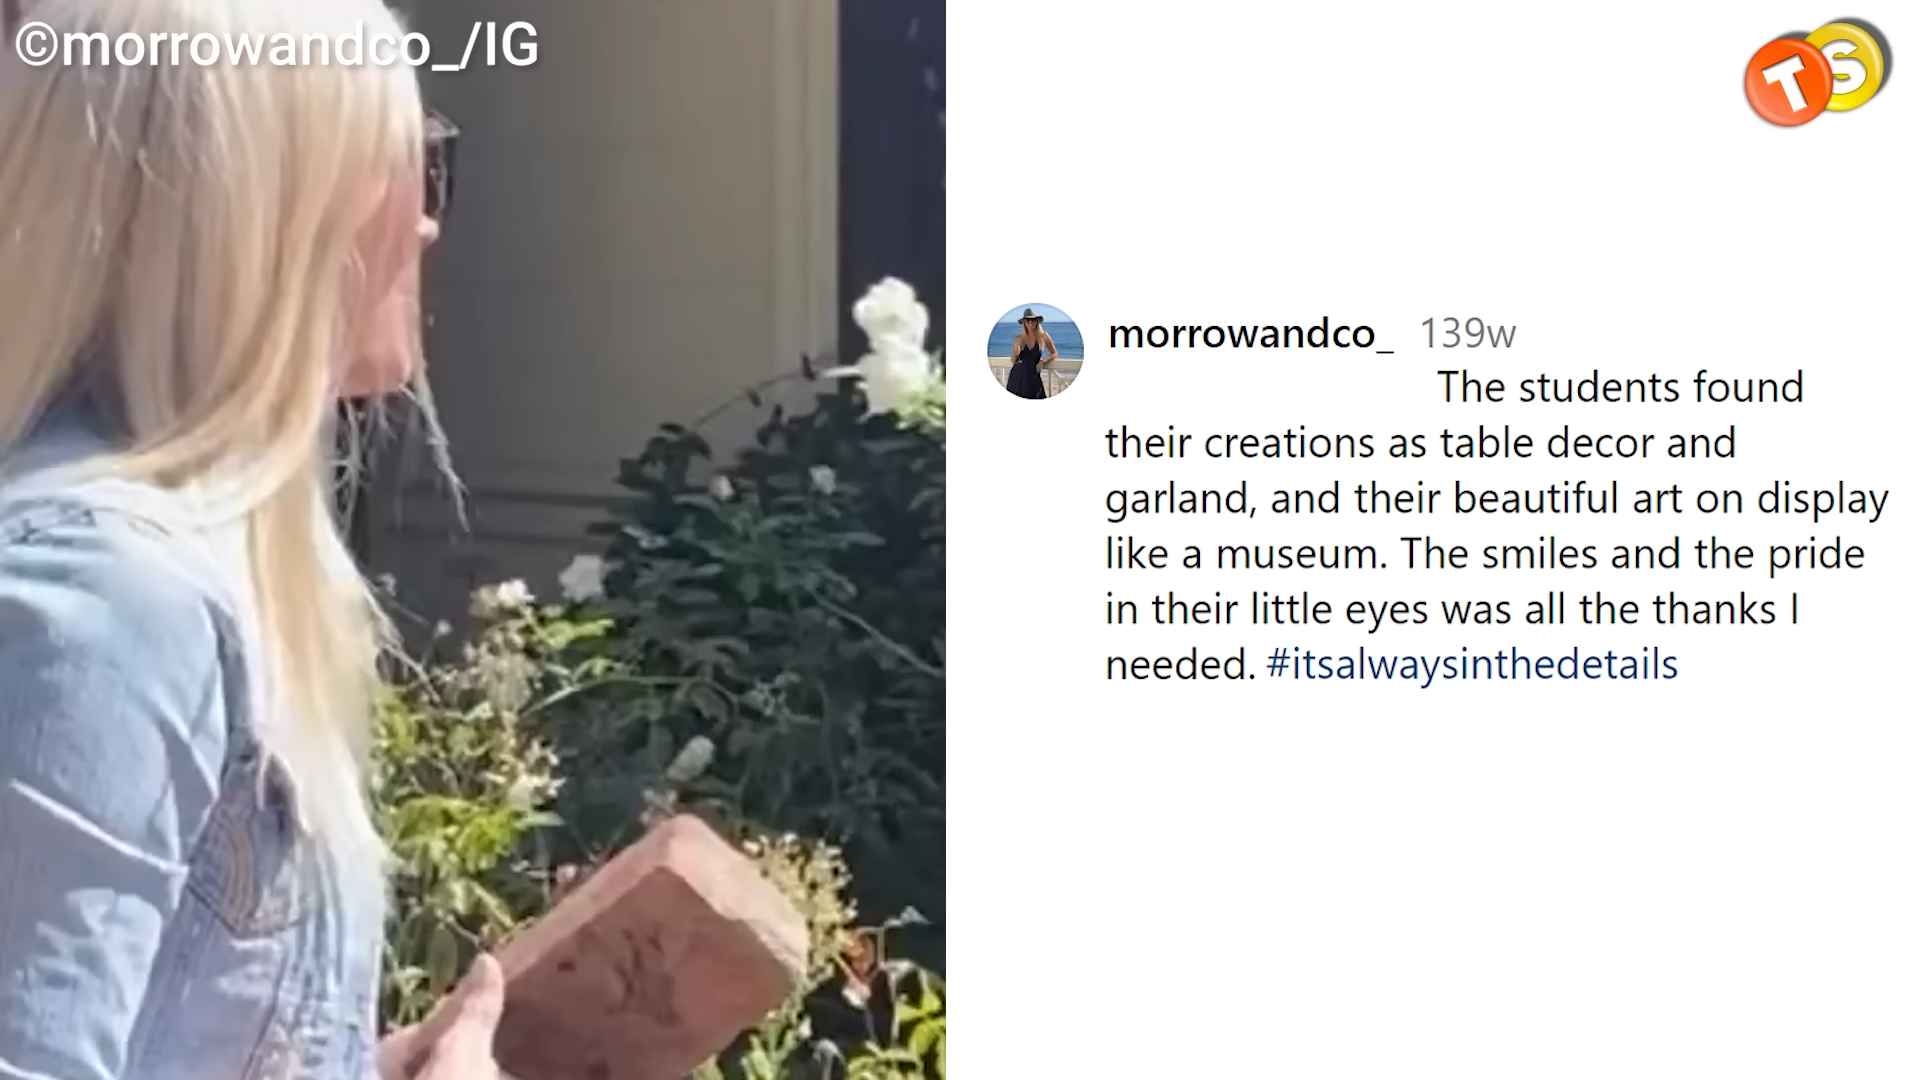 ©morrowandco_/IG
TS
morrowandco_ 139w
The students found
their creations as table decor and
garland, and their beautiful art on display
like a museum. The smiles and the pride
in their little eyes was all the thanks I
needed. #itsalwaysinthedetails